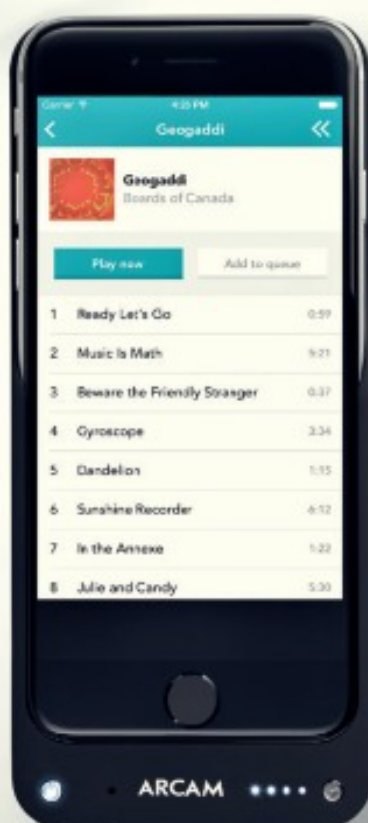 Carrier 4:25 PM
Geogaddi
Geogaddi
Boards of Canada
Play now Add to queue
1 Ready Let's Go 0:59
2 Music Is Math 5:21
3 Beware the Friendly Stranger 0:37
4 Gyroscope 3:34
5 Dandelion 1:15
6 Sunshine Recorder 6:12
7 In the Annexe 1:22
8 Julie and Candy 5:30
ARCAM